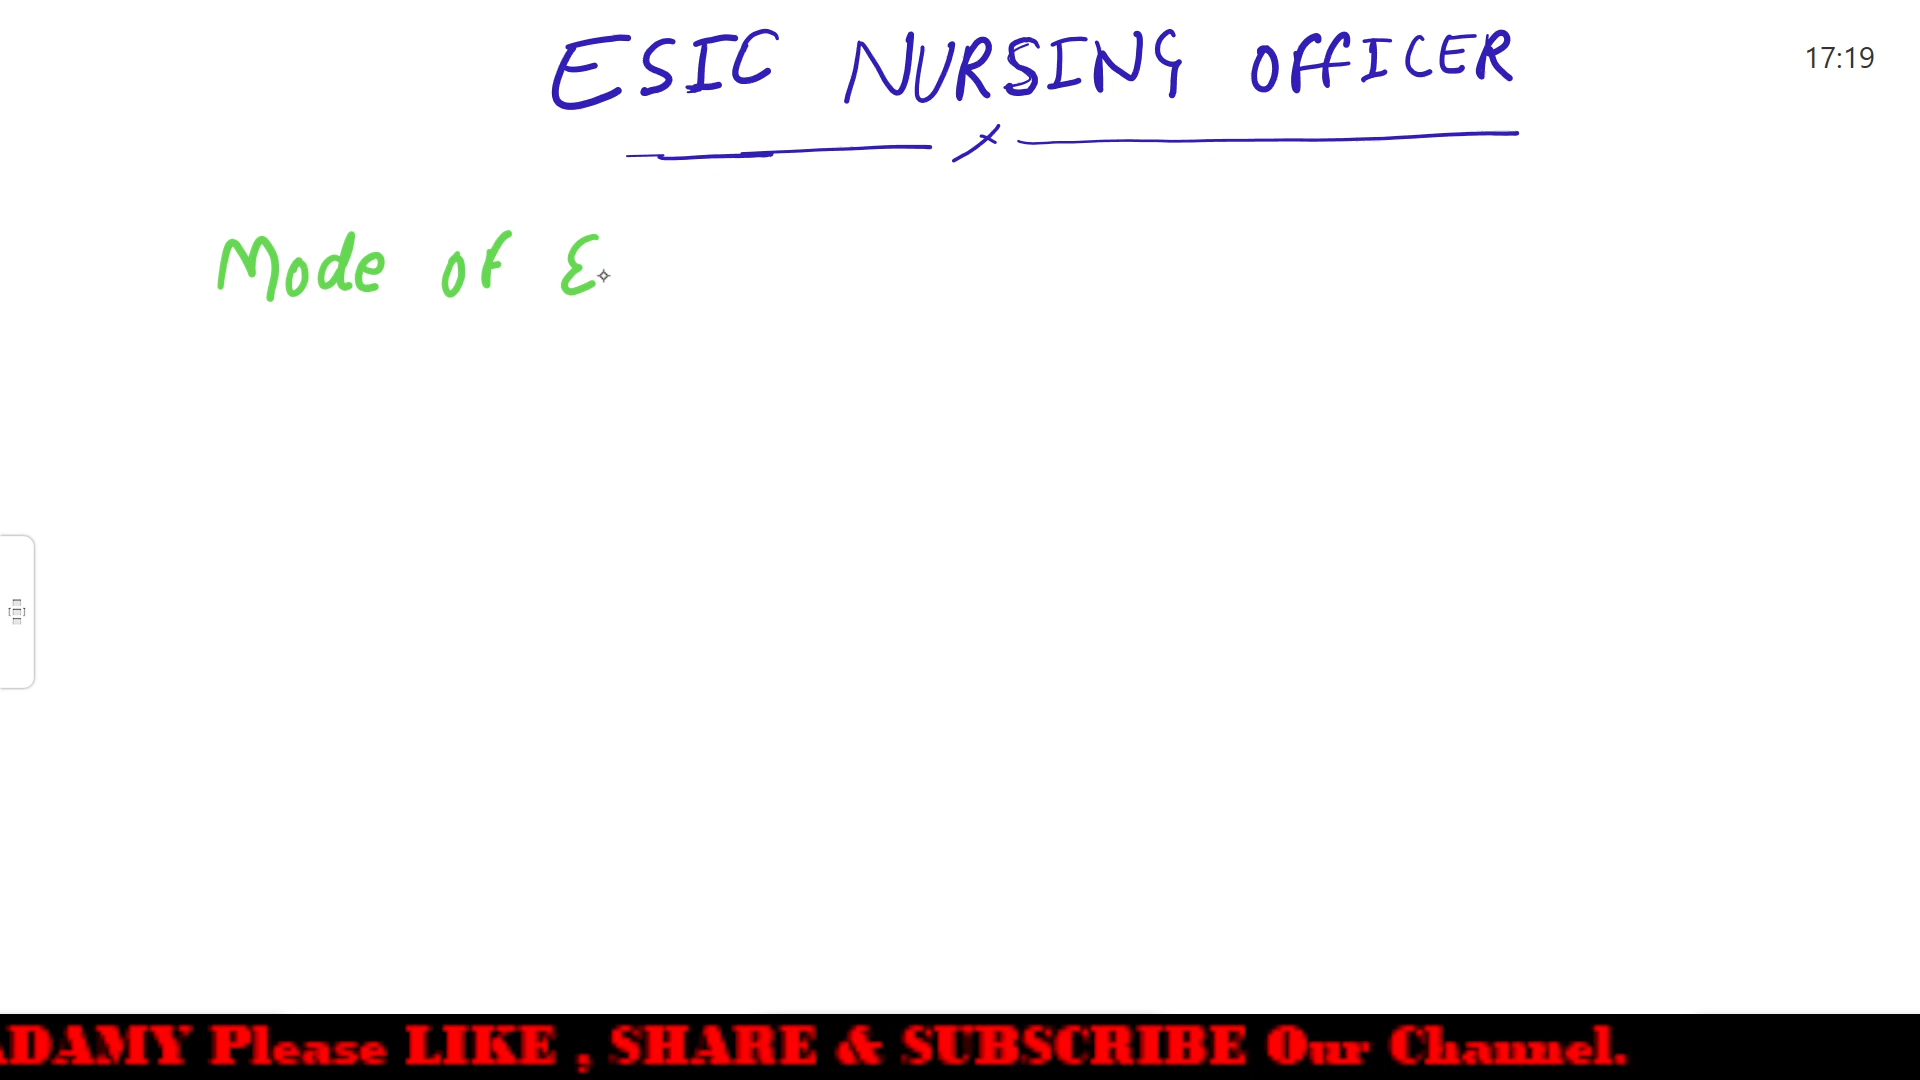 ESIC NURSING OFFICER
17:19
Mode of E
ADAMY Please LIKE , SHARE & SUBSCRIBE Our Channel.